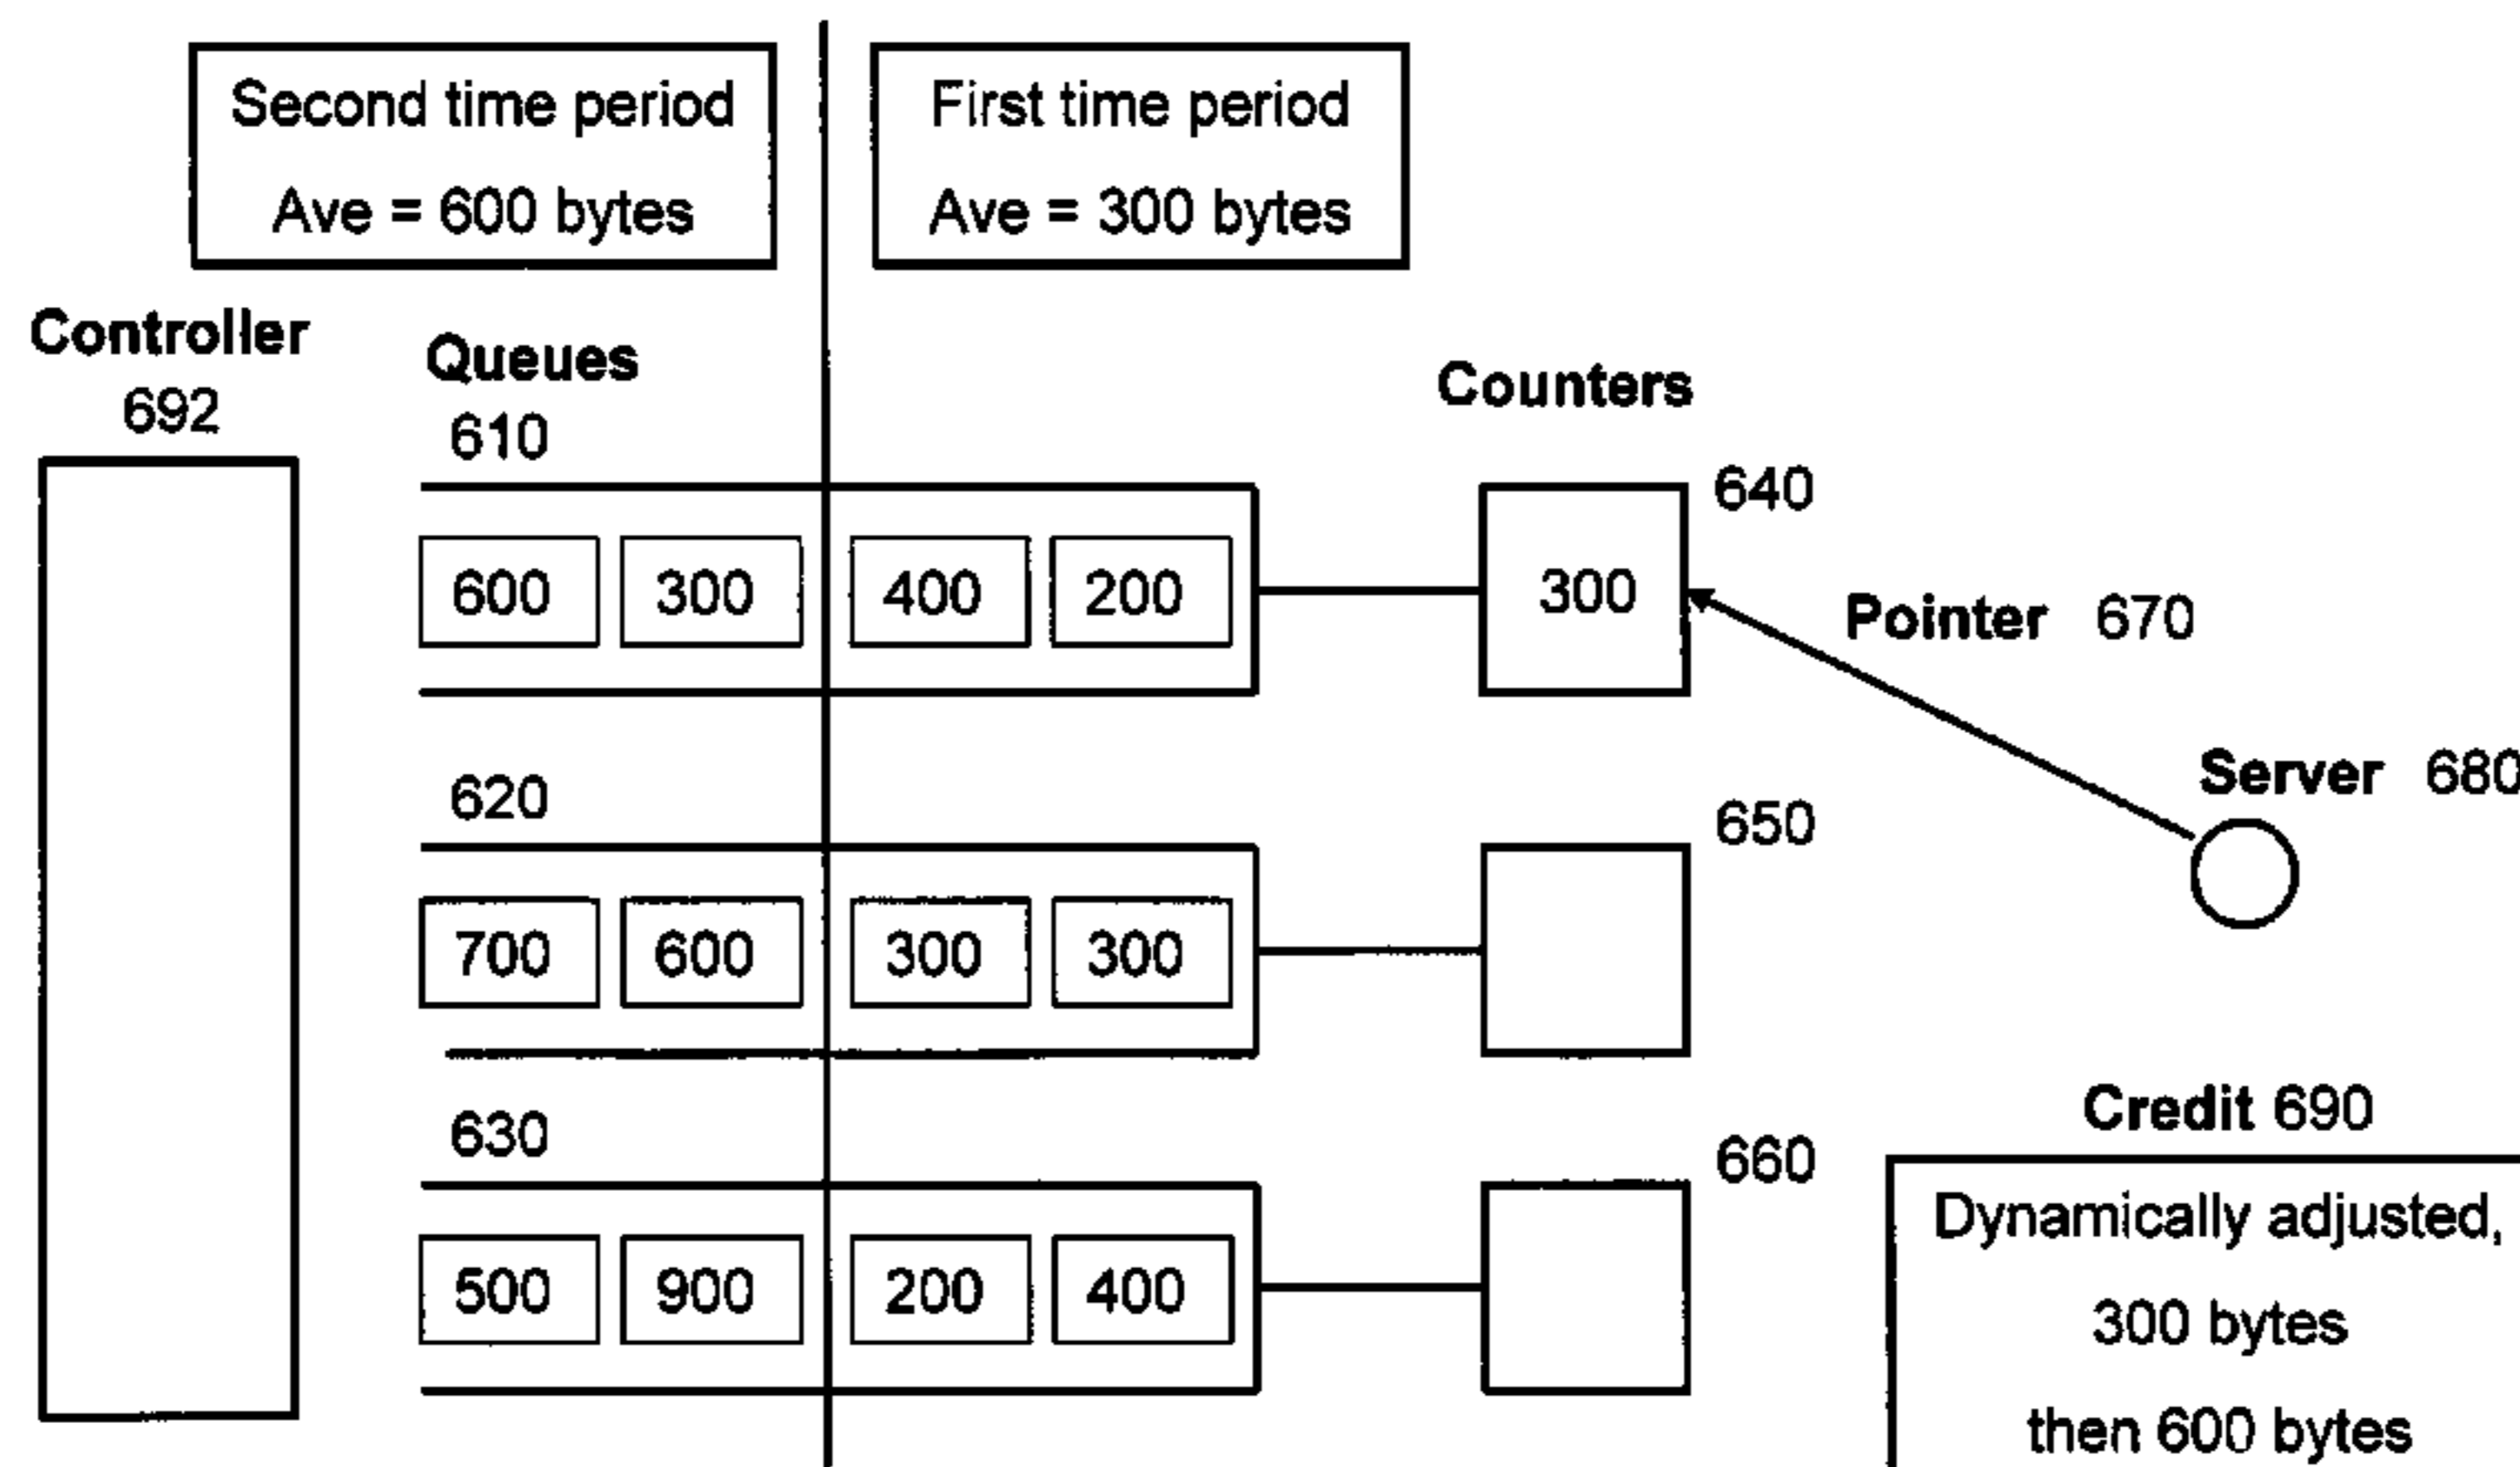 Second time period
Ave = 600 bytes
First time period
Ave = 300 bytes
Controller
692
Queues
610
Counters
640
600 300 400 200
300
Pointer 670
620
650
Server 680
700 600 300 300
630
660
500 900 200 400
Credit 690
Dynamically adjusted,
300 bytes
then 600 bytes